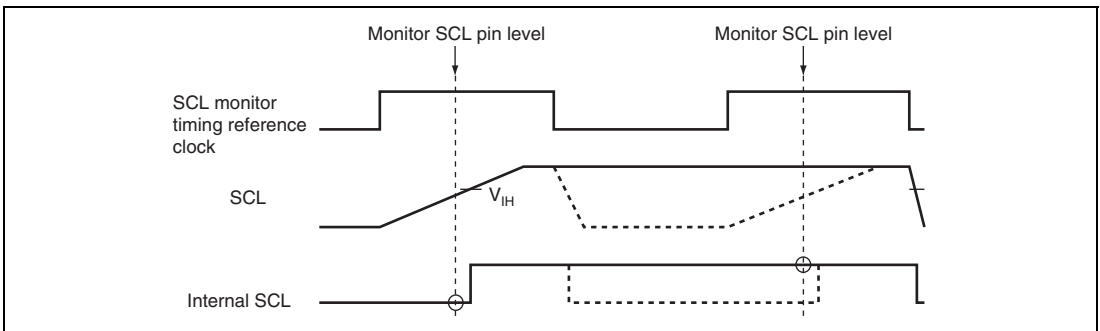 Monitor SCL pin level
Monitor SCL pin level
SCL monitor
timing reference
clock
SCL
VIH
Internal SCL